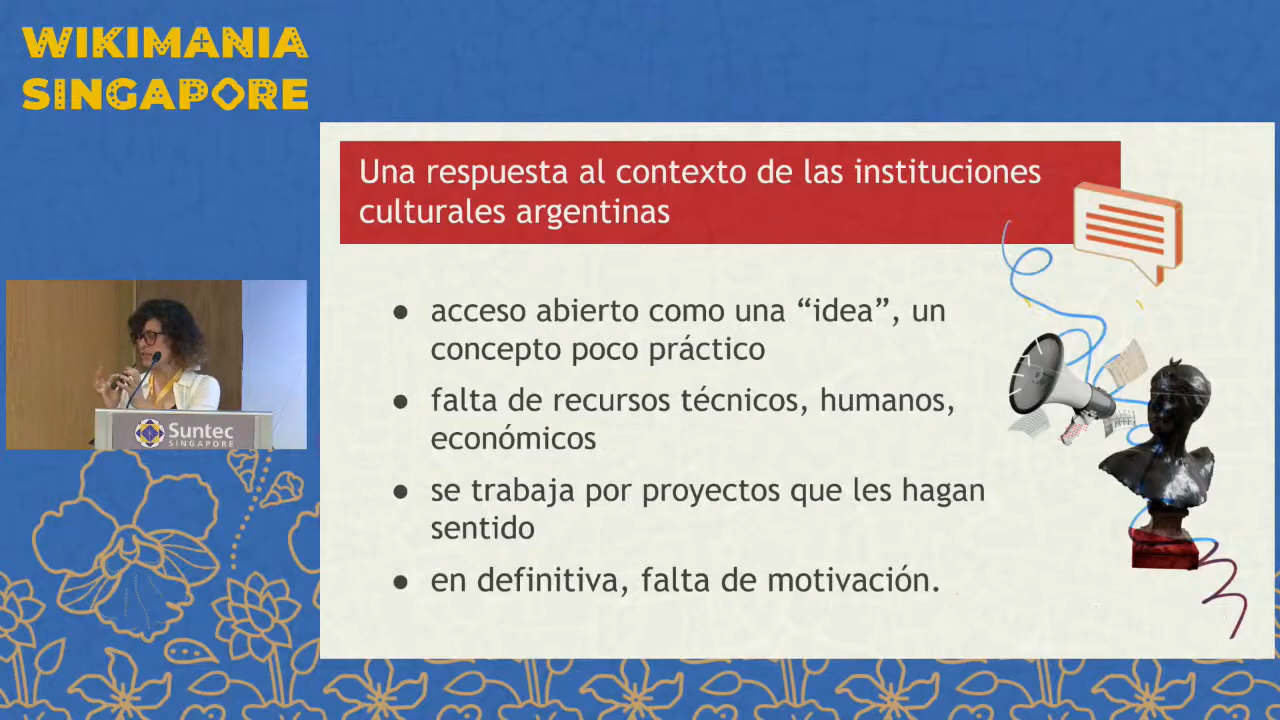 WIKIMANIA
SINGAPORE
Una respuesta al contexto de las instituciones
culturales argentinas
● acceso abierto como una “idea”, un
concepto poco práctico
● falta de recursos técnicos, humanos,
económicos
● se trabaja por proyectos que les hagan
sentido
● en definitiva, falta de motivación.
Suntec
SINGAPORE